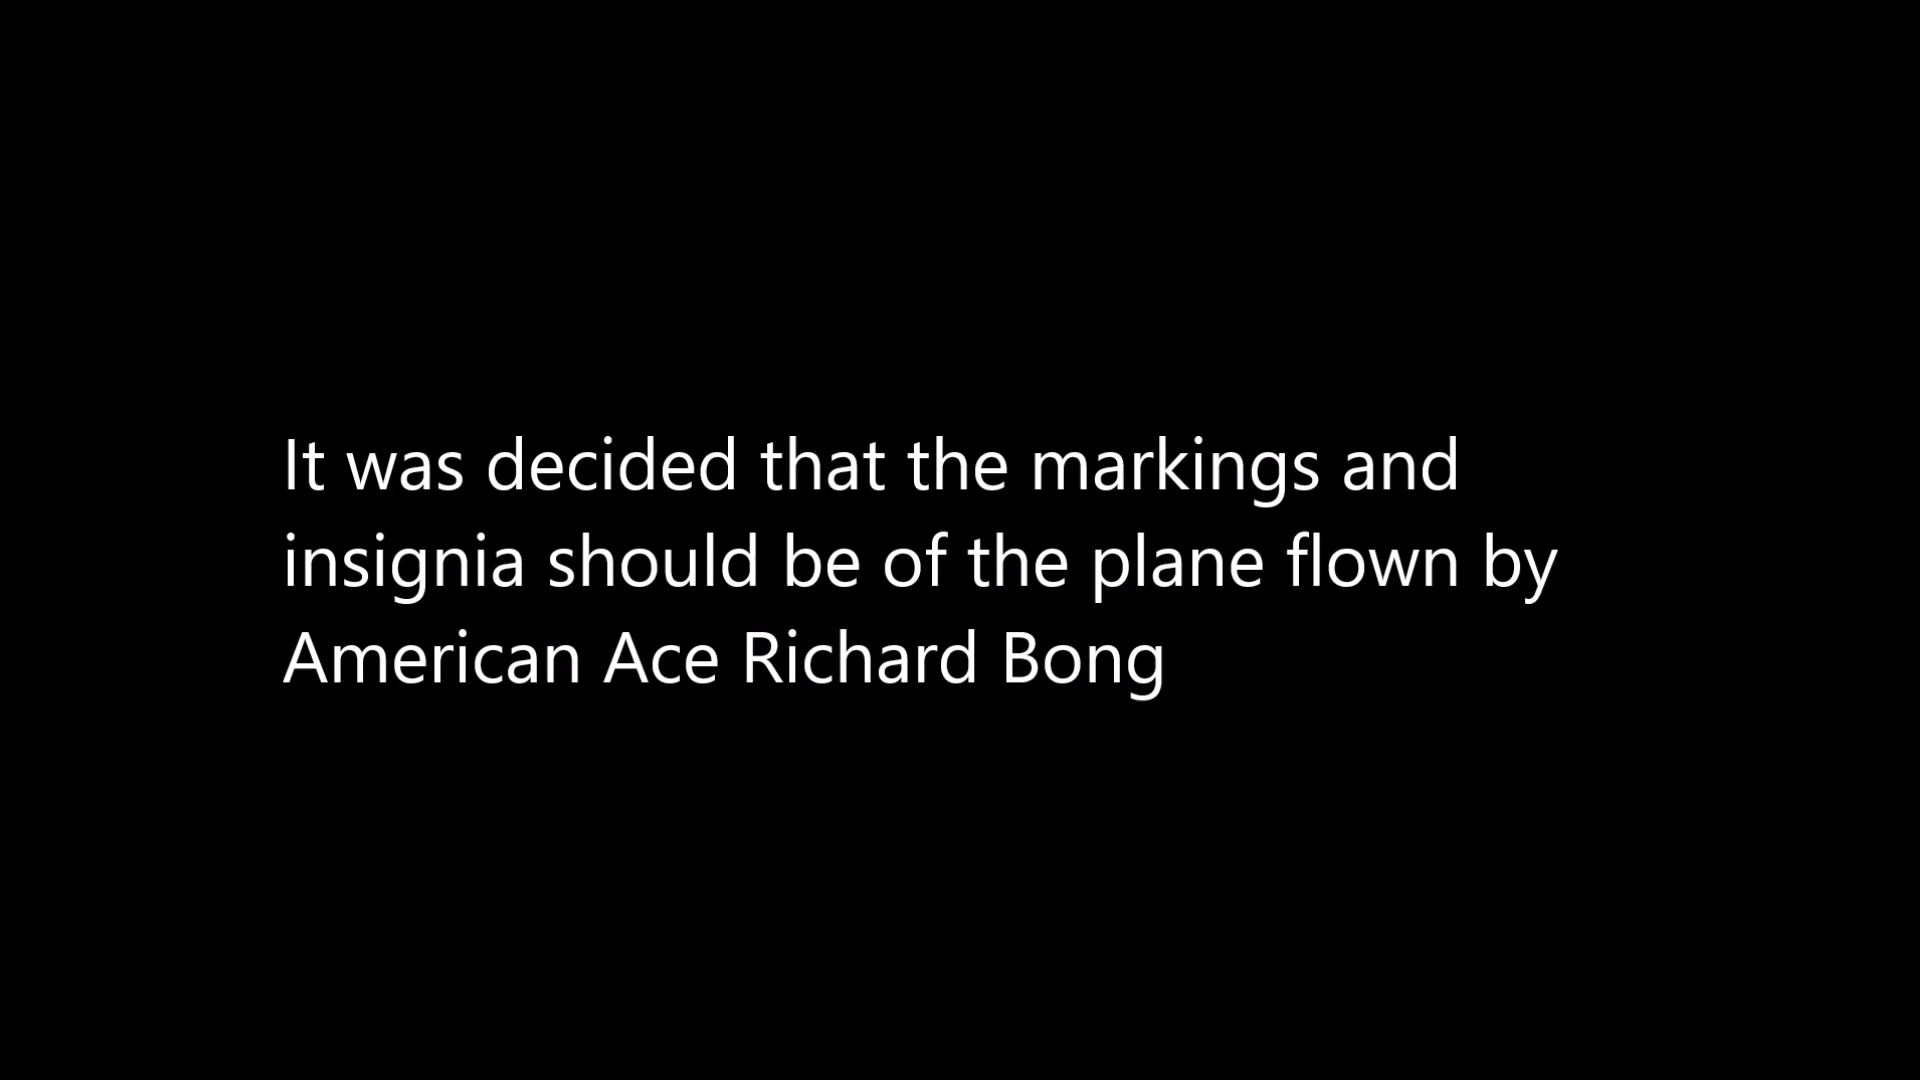 It was decided that the markings and
insignia should be of the plane flown by
American Ace Richard Bong